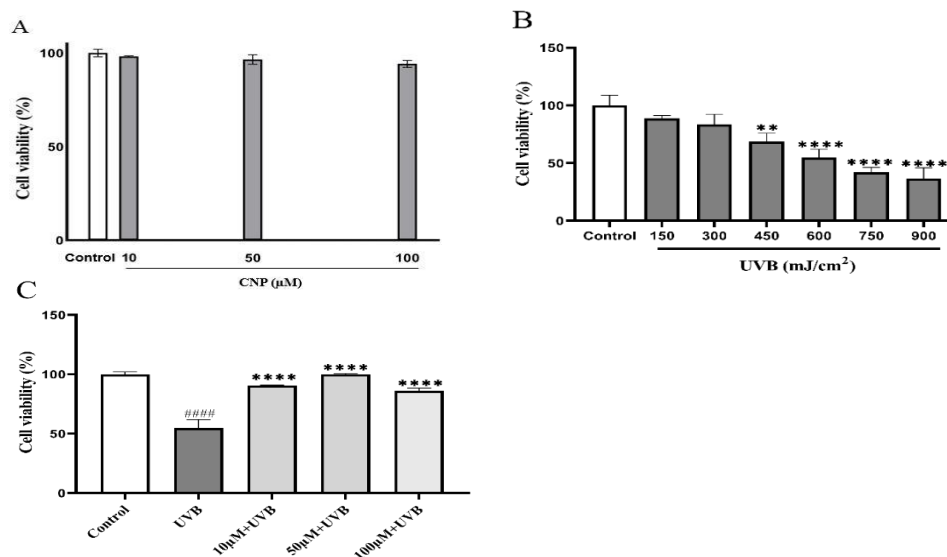 A
Cell viability (%)
100
50
0
Control 10 50 100
CNP (µM)
B
Cell viability (%)
150
100
50
0
** **** **** ****
Control 150 300 450 600 750 900
UVB (mJ/cm²)
C
Cell viability (%)
150
100
50
0
#### **** **** ****
Control UVB 10µM+UVB 50µM+UVB 100µM+UVB